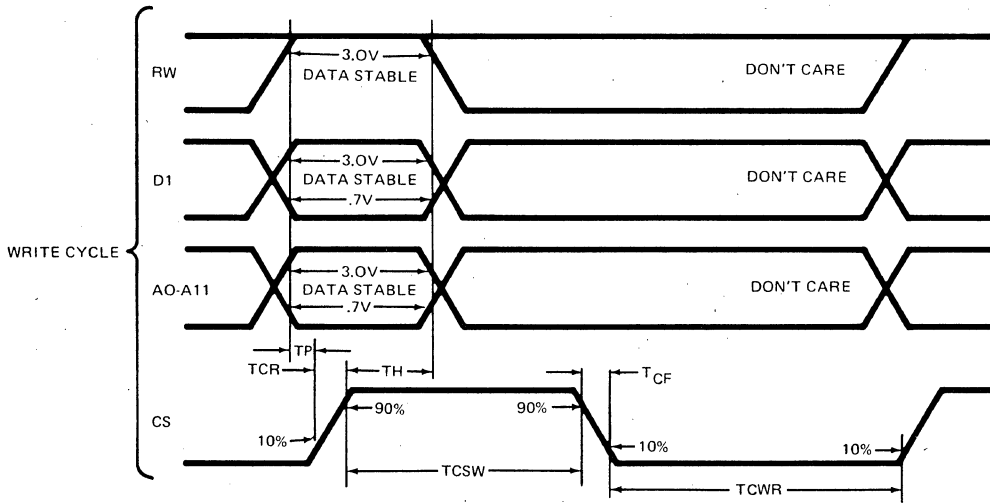 WRITE CYCLE
RW
3.0V
DATA STABLE
DON'T CARE
D1
3.0V
DATA STABLE
.7V
DON'T CARE
AO-A11
3.0V
DATA STABLE
.7V
DON'T CARE
TP
TCR
TH
TCF
CS
90%
90%
10%
10%
10%
TCSW
TCWR